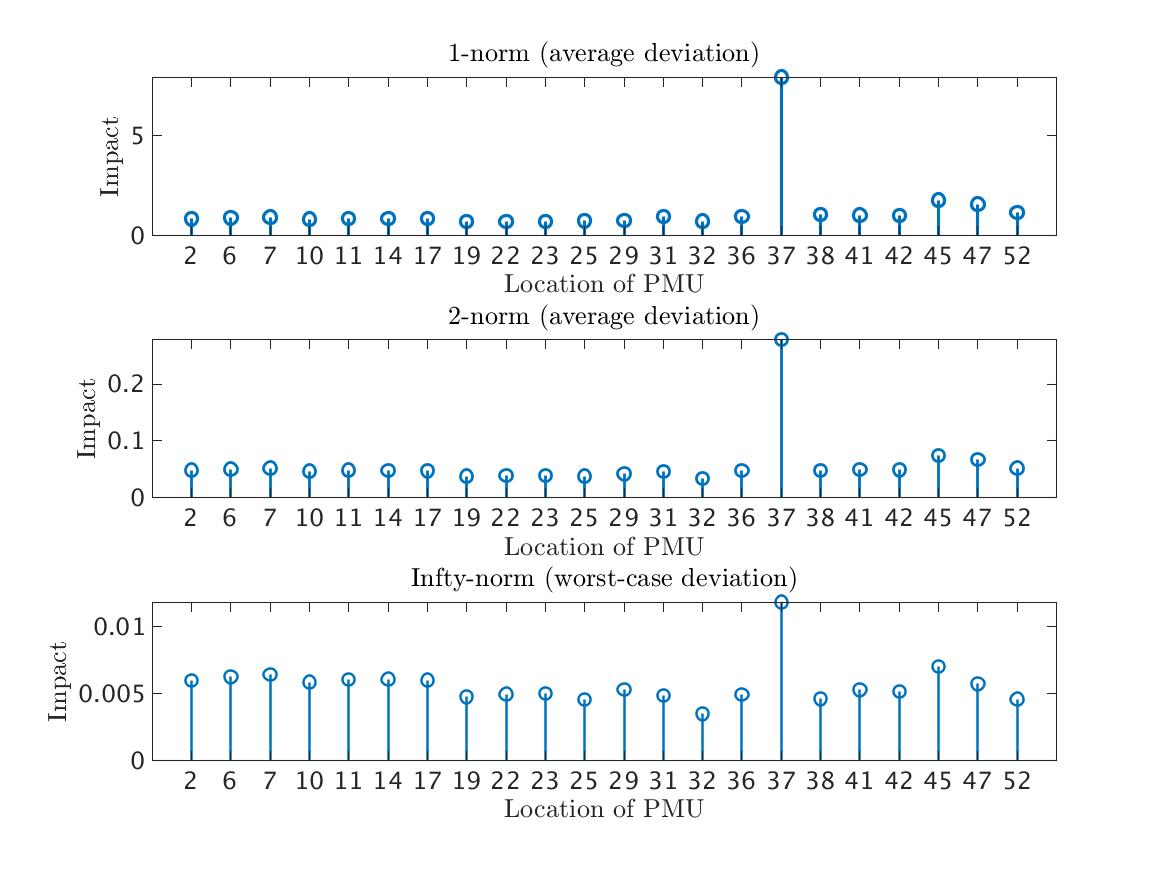 1-norm (average deviation)
Impact
5
0
2 6 7 10 11 14 17 19 22 23 25 29 31 32 36 37 38 41 42 45 47 52
Location of PMU
2-norm (average deviation)
Impact
0.2
0.1
0
2 6 7 10 11 14 17 19 22 23 25 29 31 32 36 37 38 41 42 45 47 52
Location of PMU
Infty-norm (worst-case deviation)
Impact
0.01
0.005
0
2 6 7 10 11 14 17 19 22 23 25 29 31 32 36 37 38 41 42 45 47 52
Location of PMU